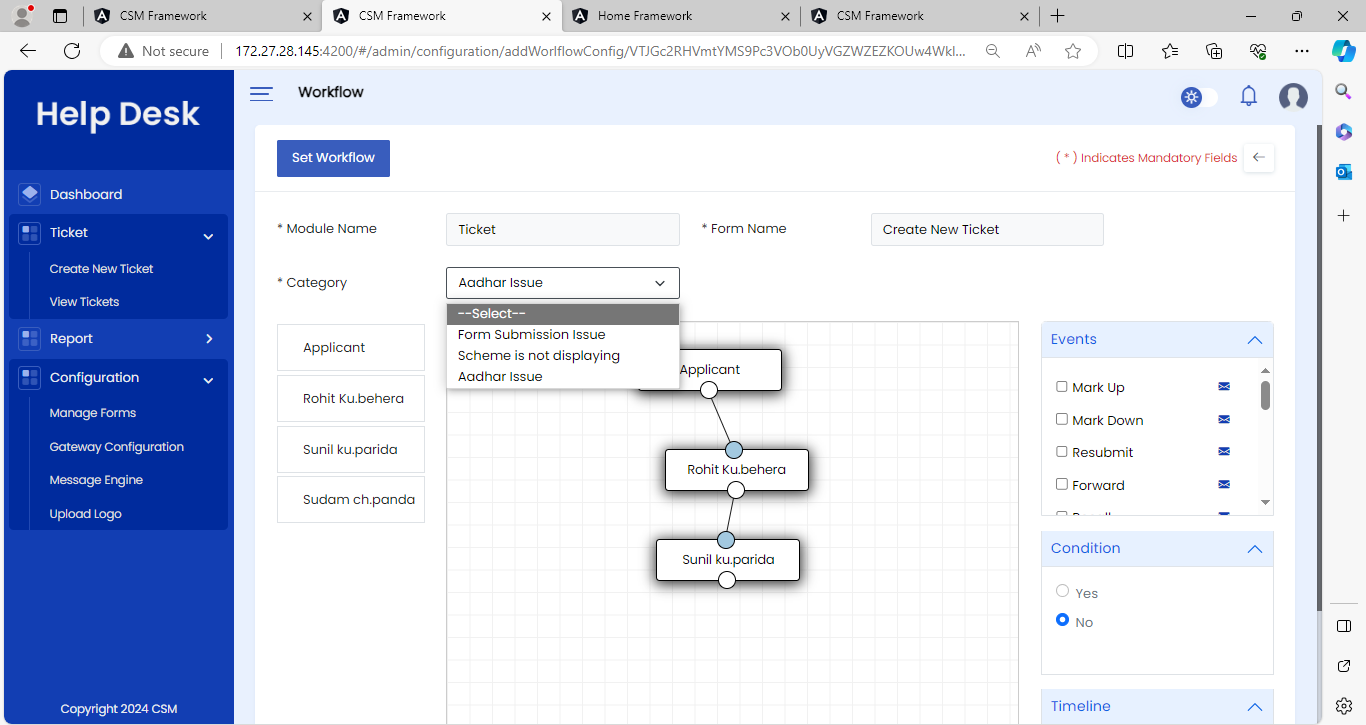 CSM Framework
CSM Framework
Home Framework
CSM Framework
Not secure
172.27.28.145:4200/#/admin/configuration/addWorlflowConfig/VTJGc2RHVmtYMS9Pc3VOb0UyVGZWZEZKOUw4Wkl...
Help Desk
Workflow
Set Workflow
( * ) Indicates Mandatory Fields
Dashboard
Ticket
Create New Ticket
View Tickets
Report
Configuration
Manage Forms
Gateway Configuration
Message Engine
Upload Logo
Copyright 2024 CSM
* Module Name
Ticket
* Form Name
Create New Ticket
* Category
Aadhar Issue
--Select--
Form Submission Issue
Scheme is not displaying
Aadhar Issue
Applicant
Rohit Ku.behera
Sunil ku.parida
Sudam ch.panda
Applicant
Rohit Ku.behera
Sunil ku.parida
Events
Mark Up
Mark Down
Resubmit
Forward
Condition
Yes
No
Timeline